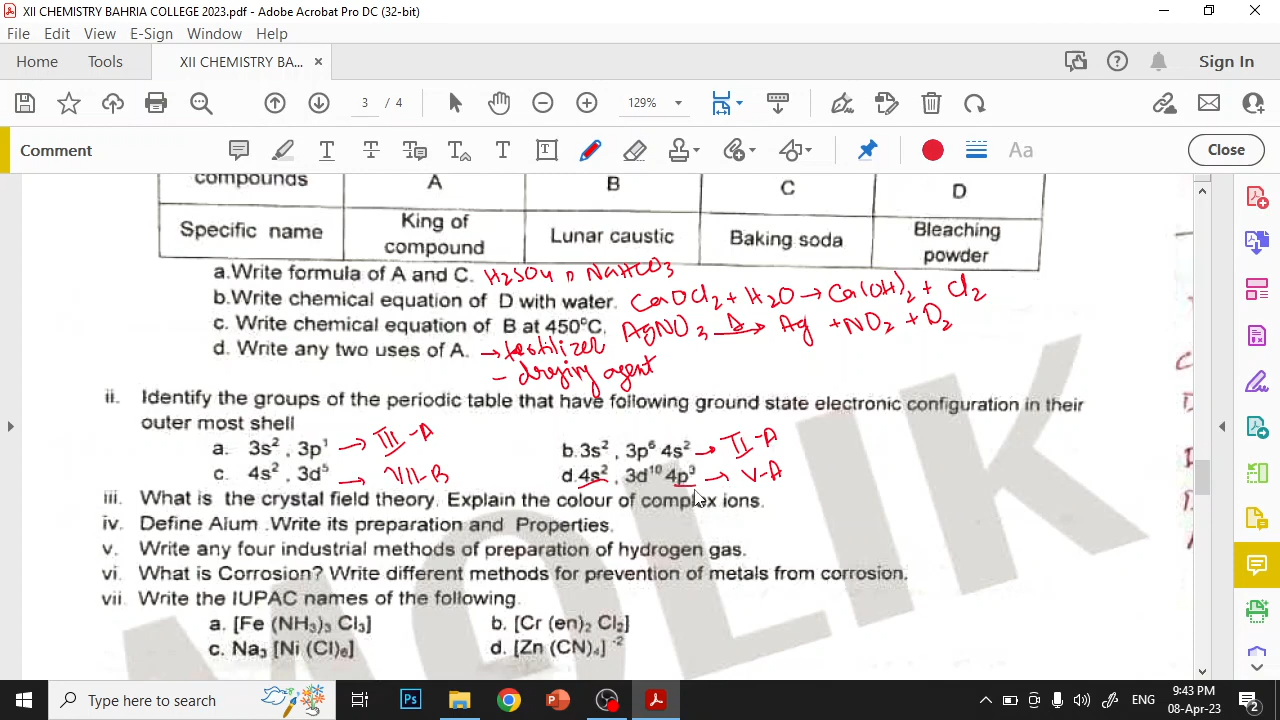 XII CHEMISTRY BAHRIA COLLEGE 2023.pdf - Adobe Acrobat Pro DC (32-bit)
File Edit View E-Sign Window Help
Home Tools XII CHEMISTRY BA... × Sign In
3 / 4 129%
Comment Aa Close
compounds A B C D
Specific name King of compound Lunar caustic Baking soda Bleaching powder
a.Write formula of A and C. H2SO4 , NaHCO3
b.Write chemical equation of D with water. CaOCl2 + H2O → Ca(OH)2 + Cl2
c. Write chemical equation of B at 450°C. AgNO3 Δ→ Ag + NO2 + O2
d. Write any two uses of A. → fertilizer
- drying agent
ii. Identify the groups of the periodic table that have following ground state electronic configuration in their
outer most shell
a. 3s², 3p¹ → III-A b.3s², 3p⁶ 4s² → II-A
c. 4s², 3d⁵ → VII-B d.4s², 3d¹⁰ 4p³ → V-A
iii. What is the crystal field theory. Explain the colour of complex ions.
iv. Define Alum .Write its preparation and Properties.
v. Write any four industrial methods of preparation of hydrogen gas.
vi. What is Corrosion? Write different methods for prevention of metals from corrosion.
vii. Write the IUPAC names of the following.
a. [Fe (NH₃)₃ Cl₃] b. [Cr (en)₂ Cl₂]
c. Na₃ [Ni (Cl)₆] d. [Zn (CN)₄] ⁻²
MOLIK
Type here to search Ps ENG 9:43 PM
08-Apr-23 2